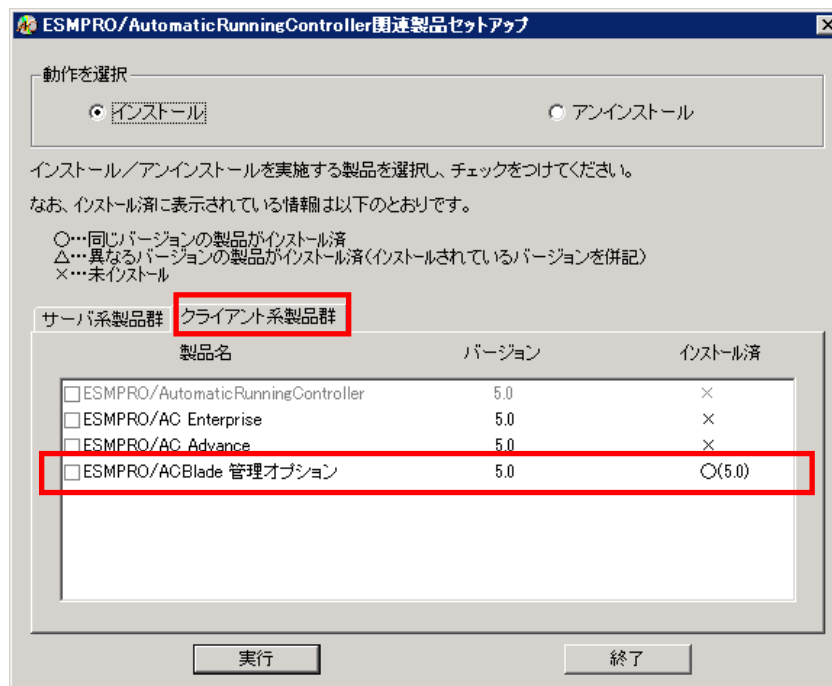 ESMPRO/AutomaticRunningController関連製品セットアップ
動作を選択
インストール アンインストール
インストール／アンインストールを実施する製品を選択し、チェックをつけてください。
なお、インストール済に表示されている情報は以下のとおりです。
○…同じバージョンの製品がインストール済
△…異なるバージョンの製品がインストール済(インストールされているバージョンを併記)
×…未インストール
サーバ系製品群 クライアント系製品群
製品名 バージョン インストール済
ESMPRO/AutomaticRunningController 5.0 ×
ESMPRO/AC Enterprise 5.0 ×
ESMPRO/AC Advance 5.0 ×
ESMPRO/ACBlade 管理オプション 5.0 ○(5.0)
実行 終了